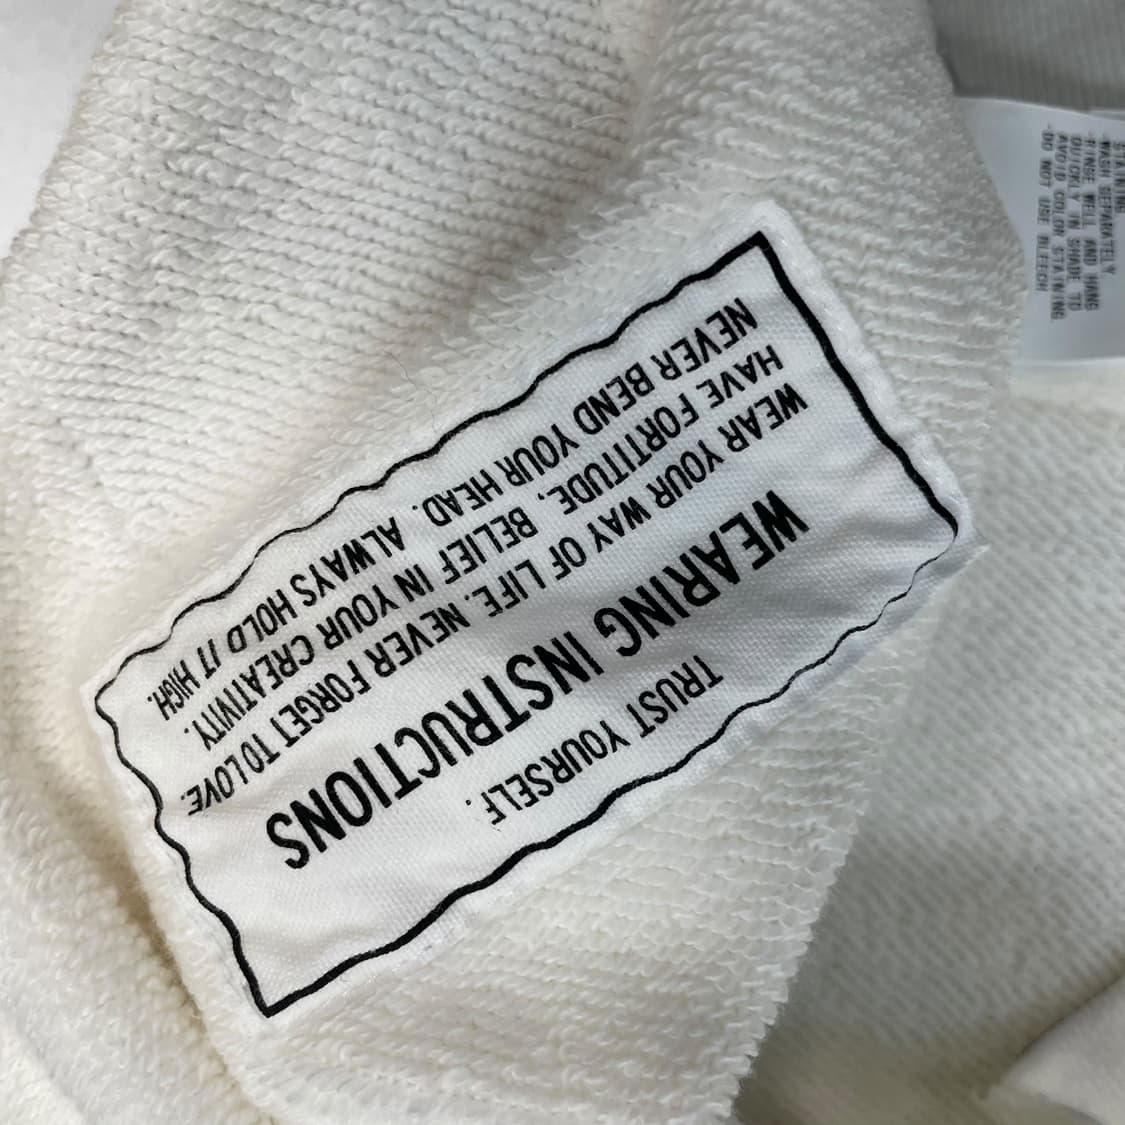 TRUST YOURSELF.
WEARING INSTRUCTIONS
WEAR YOUR WAY OF LIFE. NEVER FORGET TO LOVE.
HAVE FORTITUDE, BELIEF IN YOUR CREATIVITY.
NEVER BEND YOUR HEAD. ALWAYS HOLD IT HIGH.
STAINING
-WASH SEPARATELY
-RINSE WELL AND HANG
QUICKLY IN SHADE TO
AVOID COLOR STAINING.
-DO NOT USE BLEECH